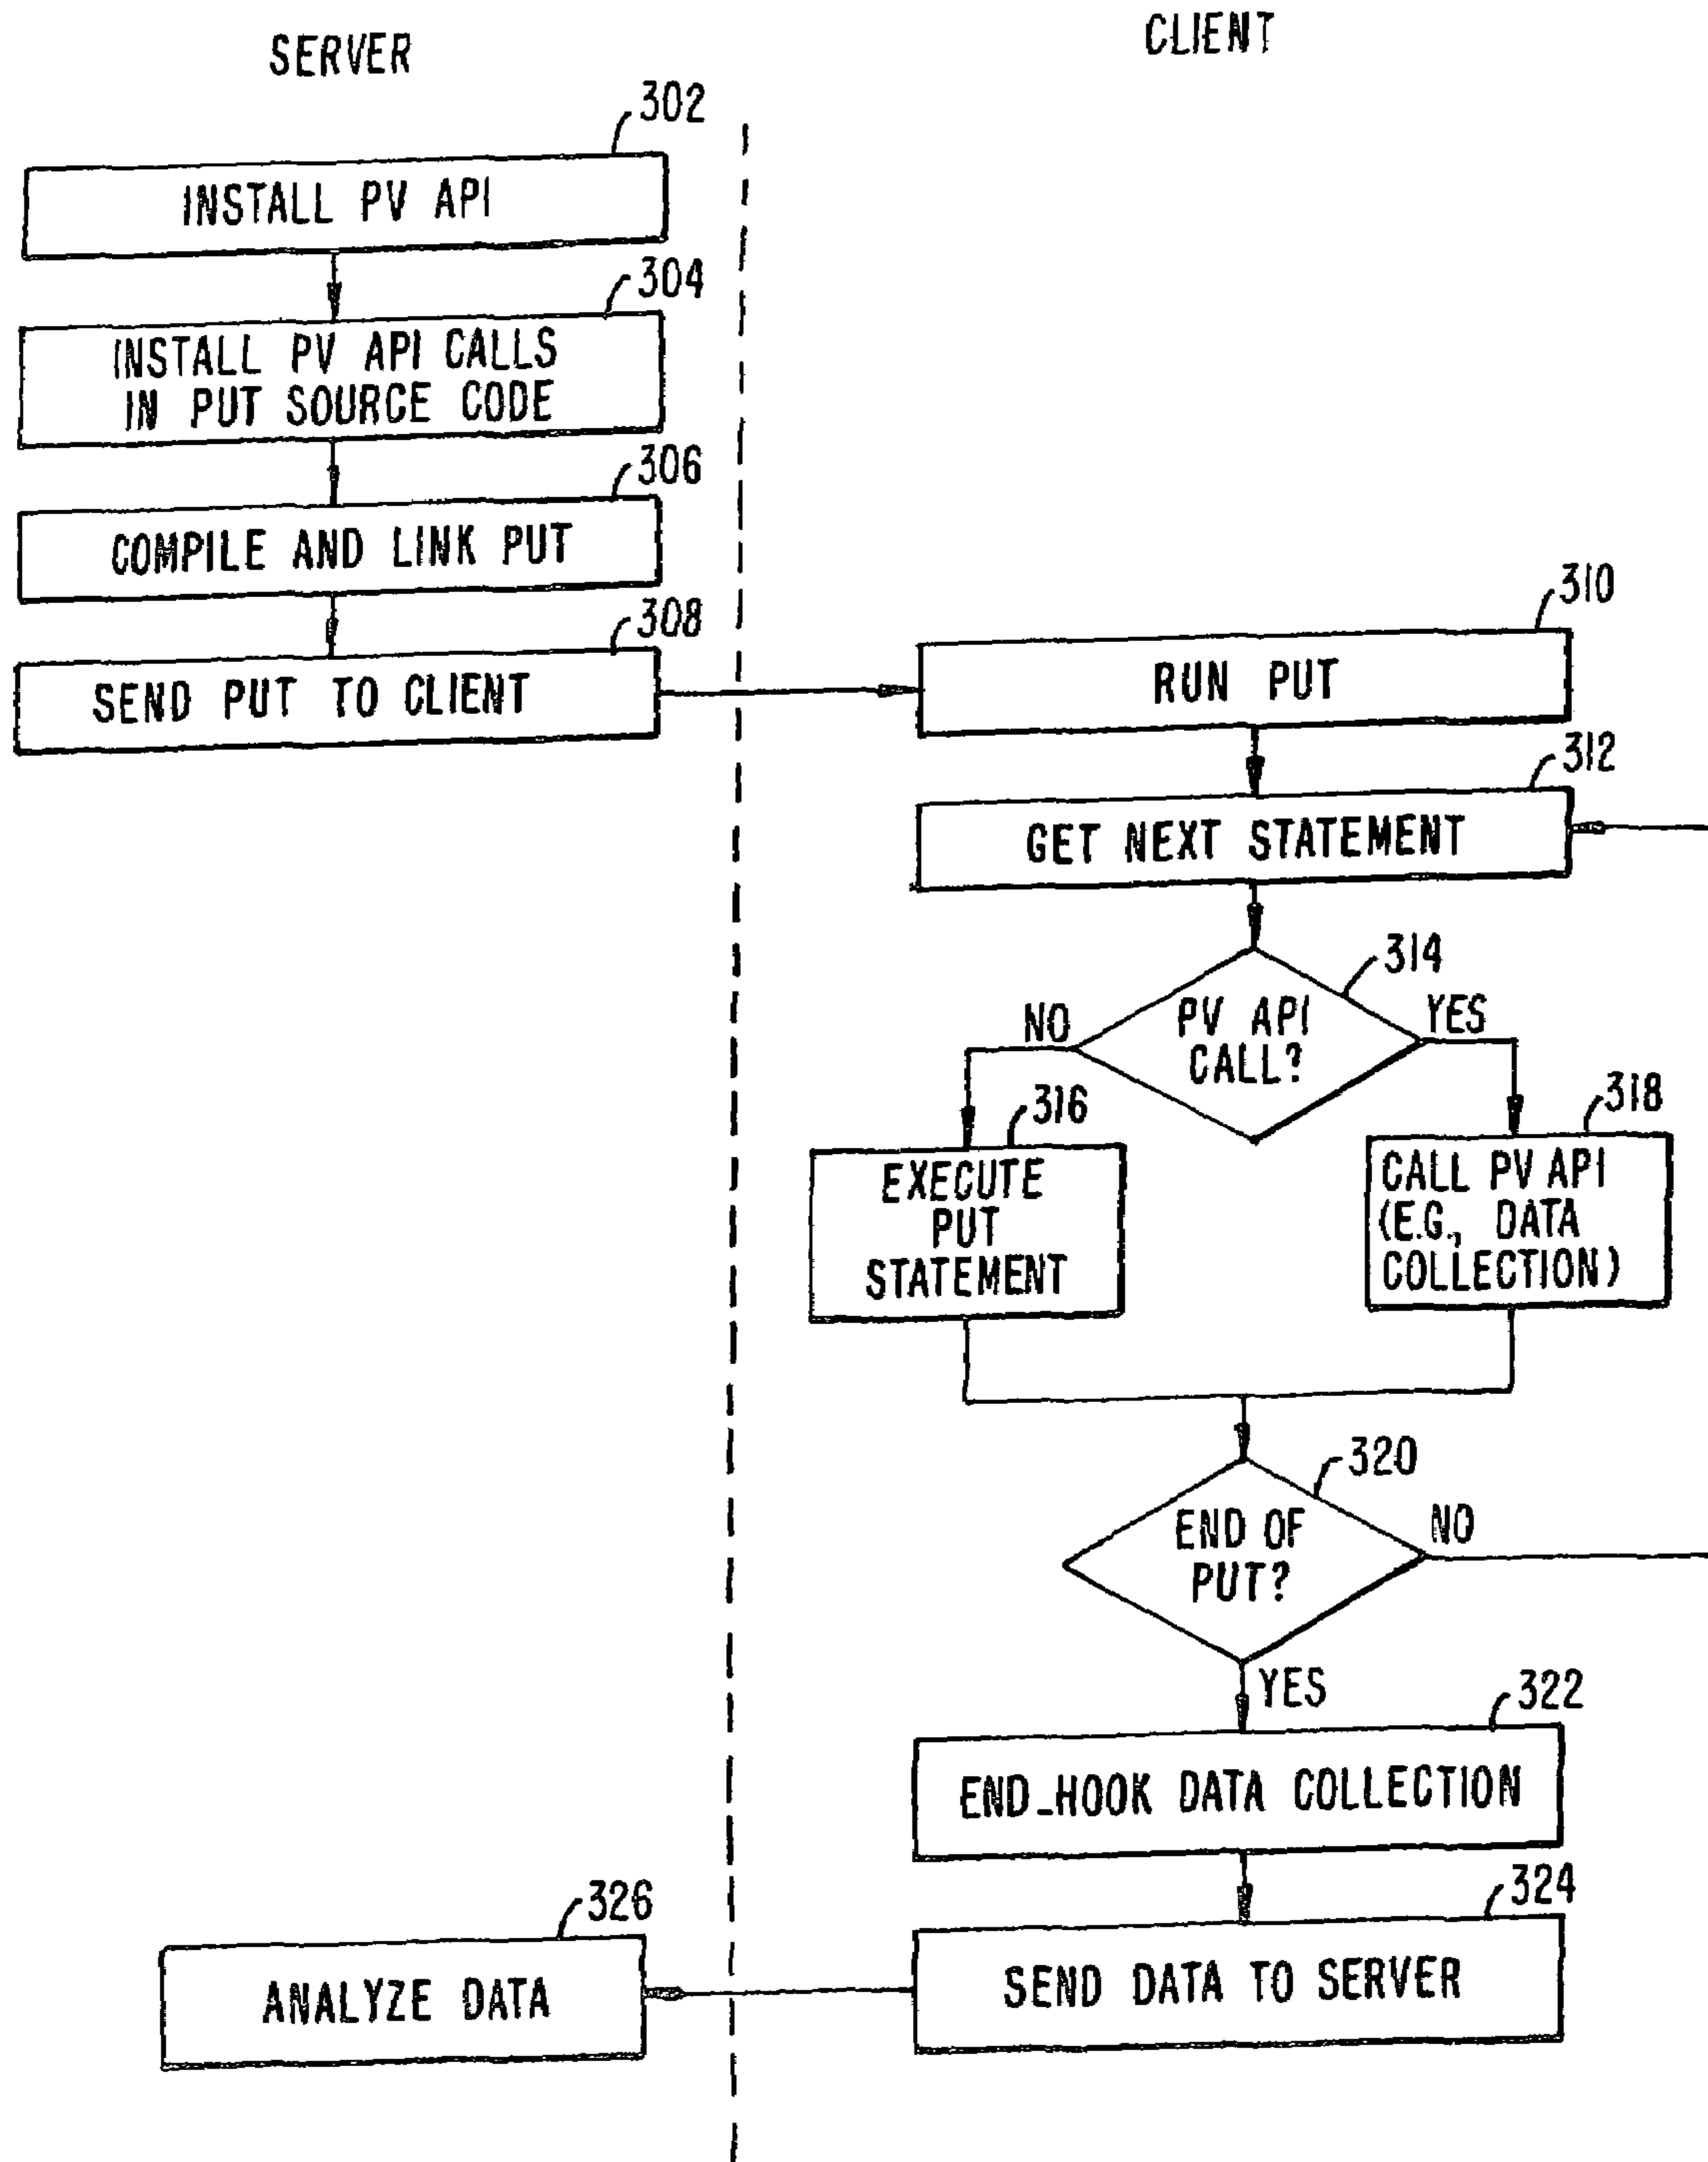 SERVER
CLIENT
302
INSTALL PV API
304
INSTALL PV API CALLS
IN PUT SOURCE CODE
306
COMPILE AND LINK PUT
308
SEND PUT TO CLIENT
310
RUN PUT
312
GET NEXT STATEMENT
314
PV API
CALL?
NO
YES
316
EXECUTE
PUT
STATEMENT
318
CALL PV API
(E.G., DATA
COLLECTION)
320
END OF
PUT?
NO
YES
322
END_HOOK DATA COLLECTION
324
SEND DATA TO SERVER
326
ANALYZE DATA